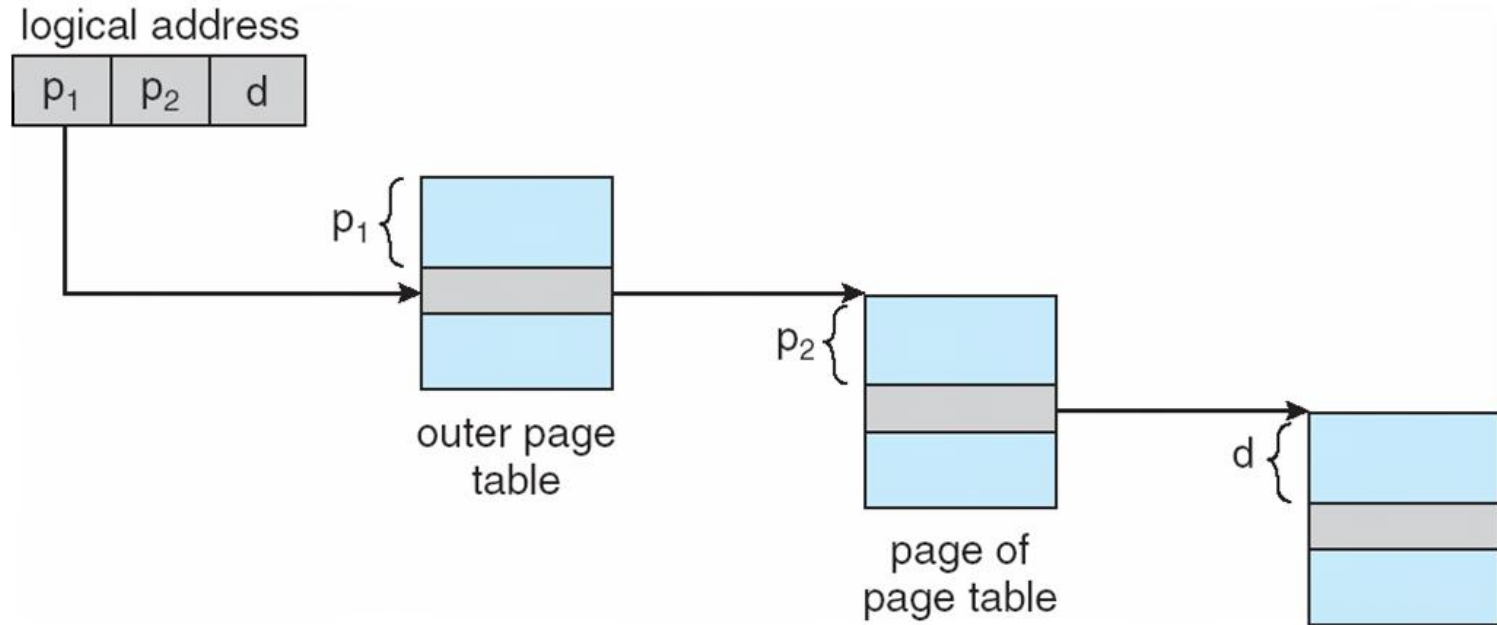 logical address
p₁ p₂ d
p₁
outer page
table
p₂
page of
page table
d